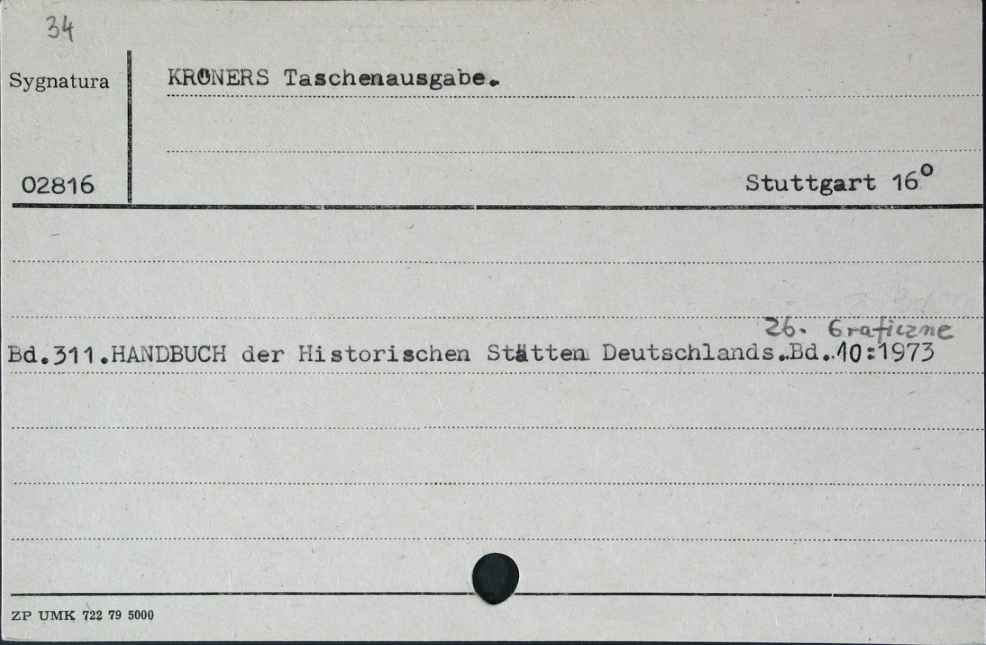 34
Sygnatura
KRÖNERS Taschenausgabe.
02816
Stuttgart 16°
26. Graficzne
Bd.311.HANDBUCH der Historischen Stätten Deutschlands.Bd.10:1973
ZP UMK 722 79 5000